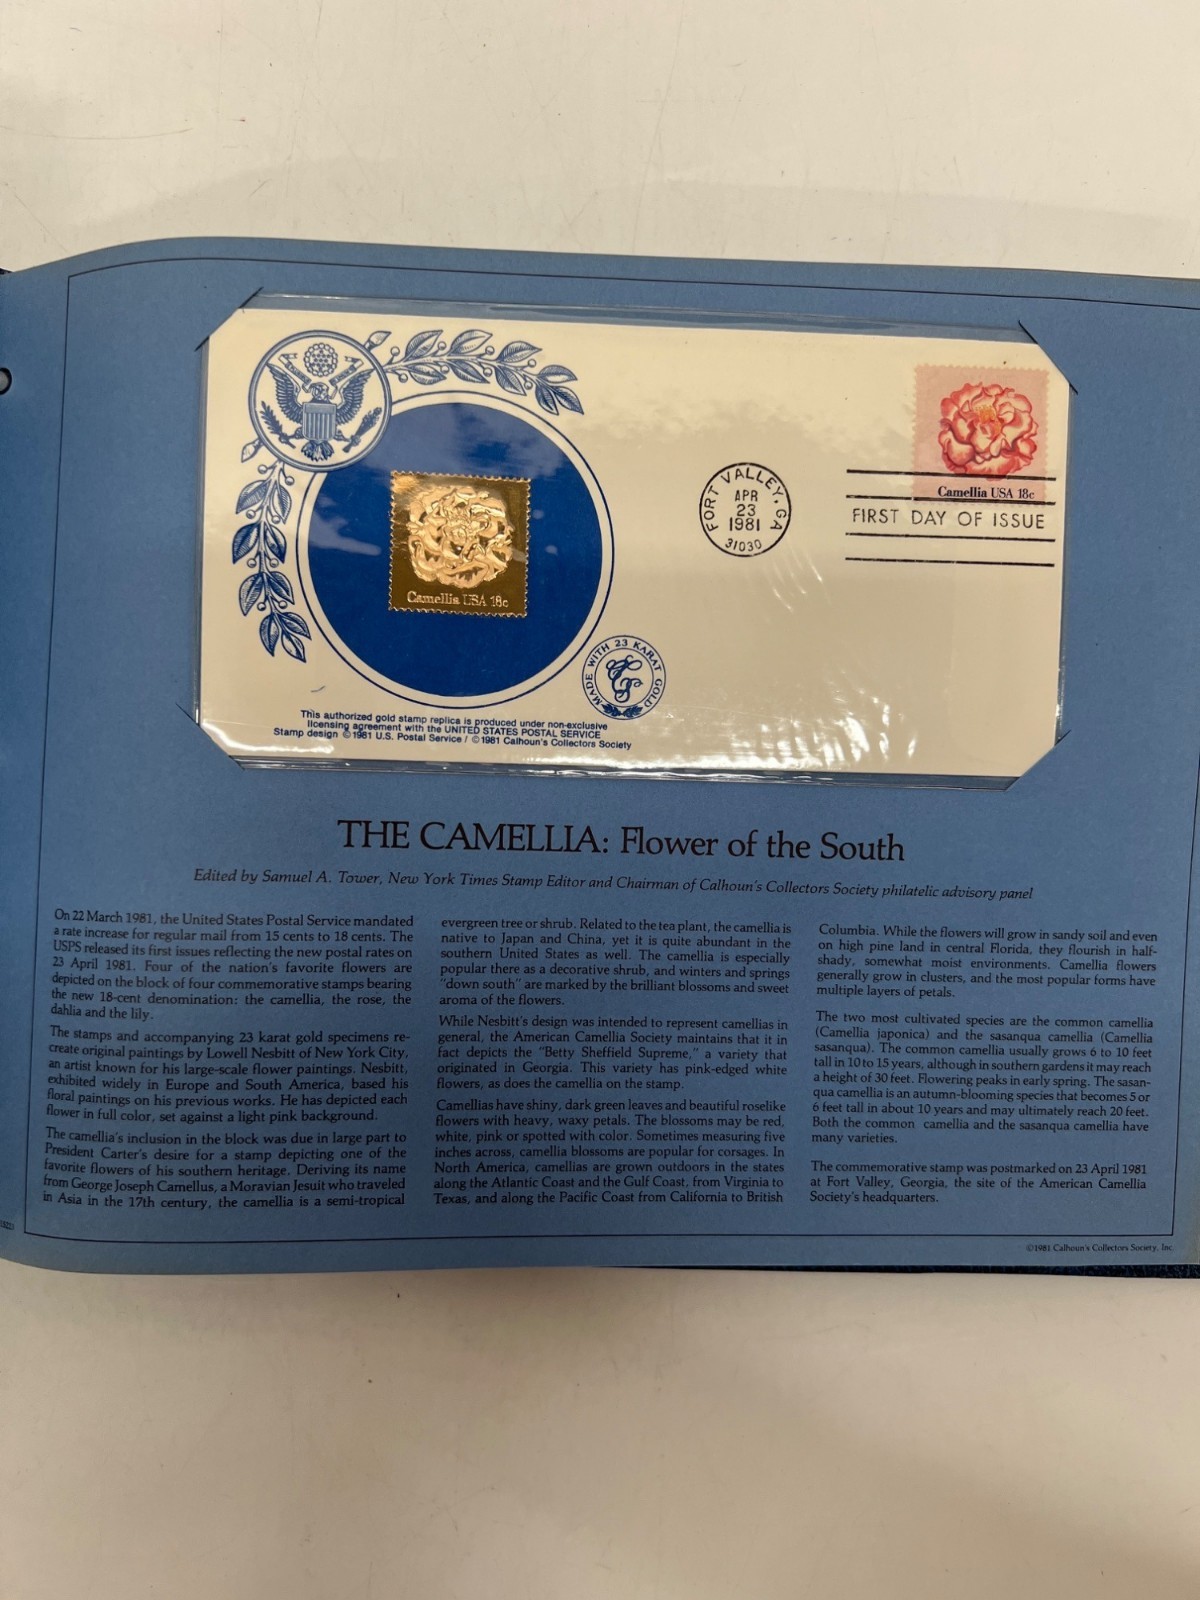 Camellia USA 18c
FORT VALLEY, GA
APR
23
1981
31030
FIRST DAY OF ISSUE
Camellia USA 18c
MADE WITH 23 KARAT GOLD
This authorized gold stamp replica is produced under non-exclusive
licensing agreement with the UNITED STATES POSTAL SERVICE
Stamp design ©1981 U.S. Postal Service / ©1981 Calhoun's Collectors Society
THE CAMELLIA: Flower of the South
Edited by Samuel A. Tower, New York Times Stamp Editor and Chairman of Calhoun's Collectors Society philatelic advisory panel
On 22 March 1981, the United States Postal Service mandated
a rate increase for regular mail from 15 cents to 18 cents. The
USPS released its first issues reflecting the new postal rates on
23 April 1981. Four of the nation's favorite flowers are
depicted on the block of four commemorative stamps bearing
the new 18-cent denomination: the camellia, the rose, the
dahlia and the lily.
The stamps and accompanying 23 karat gold specimens re-
create original paintings by Lowell Nesbitt of New York City,
an artist known for his large-scale flower paintings. Nesbitt,
exhibited widely in Europe and South America, based his
floral paintings on his previous works. He has depicted each
flower in full color, set against a light pink background.
The camellia's inclusion in the block was due in large part to
President Carter's desire for a stamp depicting one of the
favorite flowers of his southern heritage. Deriving its name
from George Joseph Camellus, a Moravian Jesuit who traveled
in Asia in the 17th century, the camellia is a semi-tropical
evergreen tree or shrub. Related to the tea plant, the camellia is
native to Japan and China, yet it is quite abundant in the
southern United States as well. The camellia is especially
popular there as a decorative shrub, and winters and springs
"down south" are marked by the brilliant blossoms and sweet
aroma of the flowers.
While Nesbitt's design was intended to represent camellias in
general, the American Camellia Society maintains that it in
fact depicts the "Betty Sheffield Supreme," a variety that
originated in Georgia. This variety has pink-edged white
flowers, as does the camellia on the stamp.
Camellias have shiny, dark green leaves and beautiful roselike
flowers with heavy, waxy petals. The blossoms may be red,
white, pink or spotted with color. Sometimes measuring five
inches across, camellia blossoms are popular for corsages. In
North America, camellias are grown outdoors in the states
along the Atlantic Coast and the Gulf Coast, from Virginia to
Texas, and along the Pacific Coast from California to British
Columbia. While the flowers will grow in sandy soil and even
on high pine land in central Florida, they flourish in half-
shady, somewhat moist environments. Camellia flowers
generally grow in clusters, and the most popular forms have
multiple layers of petals.
The two most cultivated species are the common camellia
(Camellia japonica) and the sasanqua camellia (Camellia
sasanqua). The common camellia usually grows 6 to 10 feet
tall in 10 to 15 years, although in southern gardens it may reach
a height of 30 feet. Flowering peaks in early spring. The sasan-
qua camellia is an autumn-blooming species that becomes 5 or
6 feet tall in about 10 years and may ultimately reach 20 feet.
Both the common camellia and the sasanqua camellia have
many varieties.
The commemorative stamp was postmarked on 23 April 1981
at Fort Valley, Georgia, the site of the American Camellia
Society's headquarters.
©1981 Calhoun's Collectors Society, Inc.